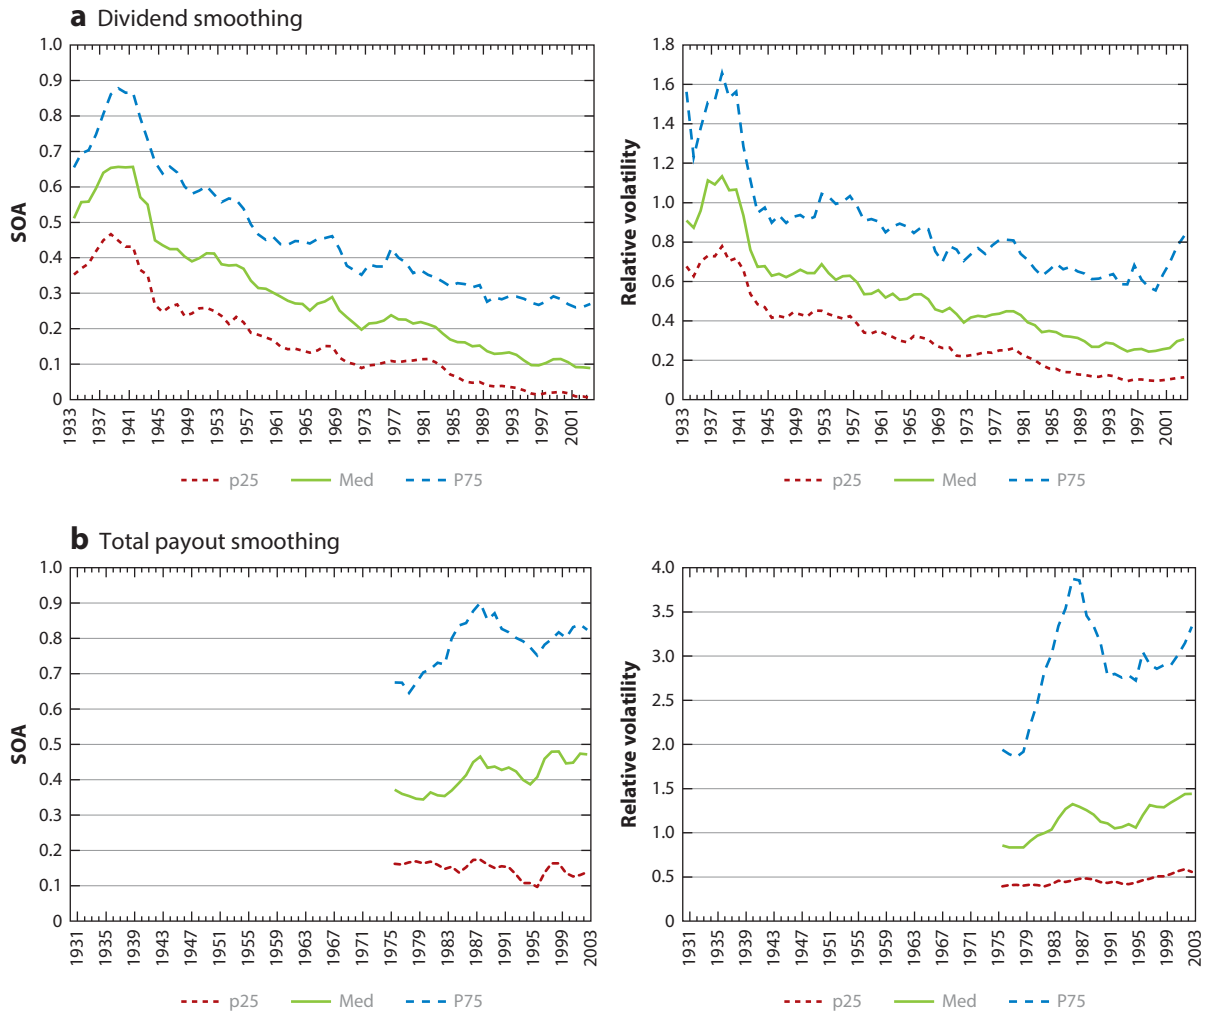 a Dividend smoothing
SOA
1.0
0.9
0.8
0.7
0.6
0.5
0.4
0.3
0.2
0.1
0
1933 1937 1941 1945 1949 1953 1957 1961 1965 1969 1973 1977 1981 1985 1989 1993 1997 2001
p25 Med P75
Relative volatility
1.8
1.6
1.4
1.2
1.0
0.8
0.6
0.4
0.2
0
1933 1937 1941 1945 1949 1953 1957 1961 1965 1969 1973 1977 1981 1985 1989 1993 1997 2001
p25 Med P75
b Total payout smoothing
SOA
1.0
0.9
0.8
0.7
0.6
0.5
0.4
0.3
0.2
0.1
0
1931 1935 1939 1943 1947 1951 1955 1959 1963 1967 1971 1975 1979 1983 1987 1991 1995 1999 2003
p25 Med P75
Relative volatility
4.0
3.5
3.0
2.5
2.0
1.5
1.0
0.5
0
1931 1935 1939 1943 1947 1951 1955 1959 1963 1967 1971 1975 1979 1983 1987 1991 1995 1999 2003
p25 Med P75